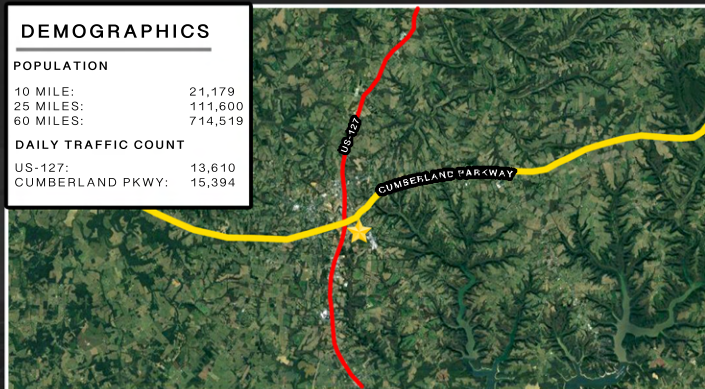 DEMOGRAPHICS
POPULATION
10 MILE: 21,179
25 MILES: 111,600
60 MILES: 714,519
DAILY TRAFFIC COUNT
US-127: 13,610
CUMBERLAND PKWY: 15,394
US-127
CUMBERLAND PARKWAY